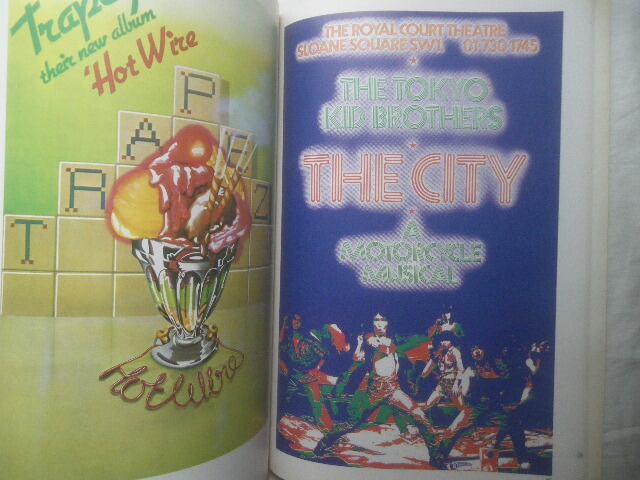 Trapeze
their new album
'Hot Wire
P
A E
T R Z
Hot Wire
THE ROYAL COURT THEATRE
SLOANE SQUARE SW1. 01 730 1745
THE TOKYO
KID BROTHERS
THE CITY
A
MOTORCYCLE
MUSICAL